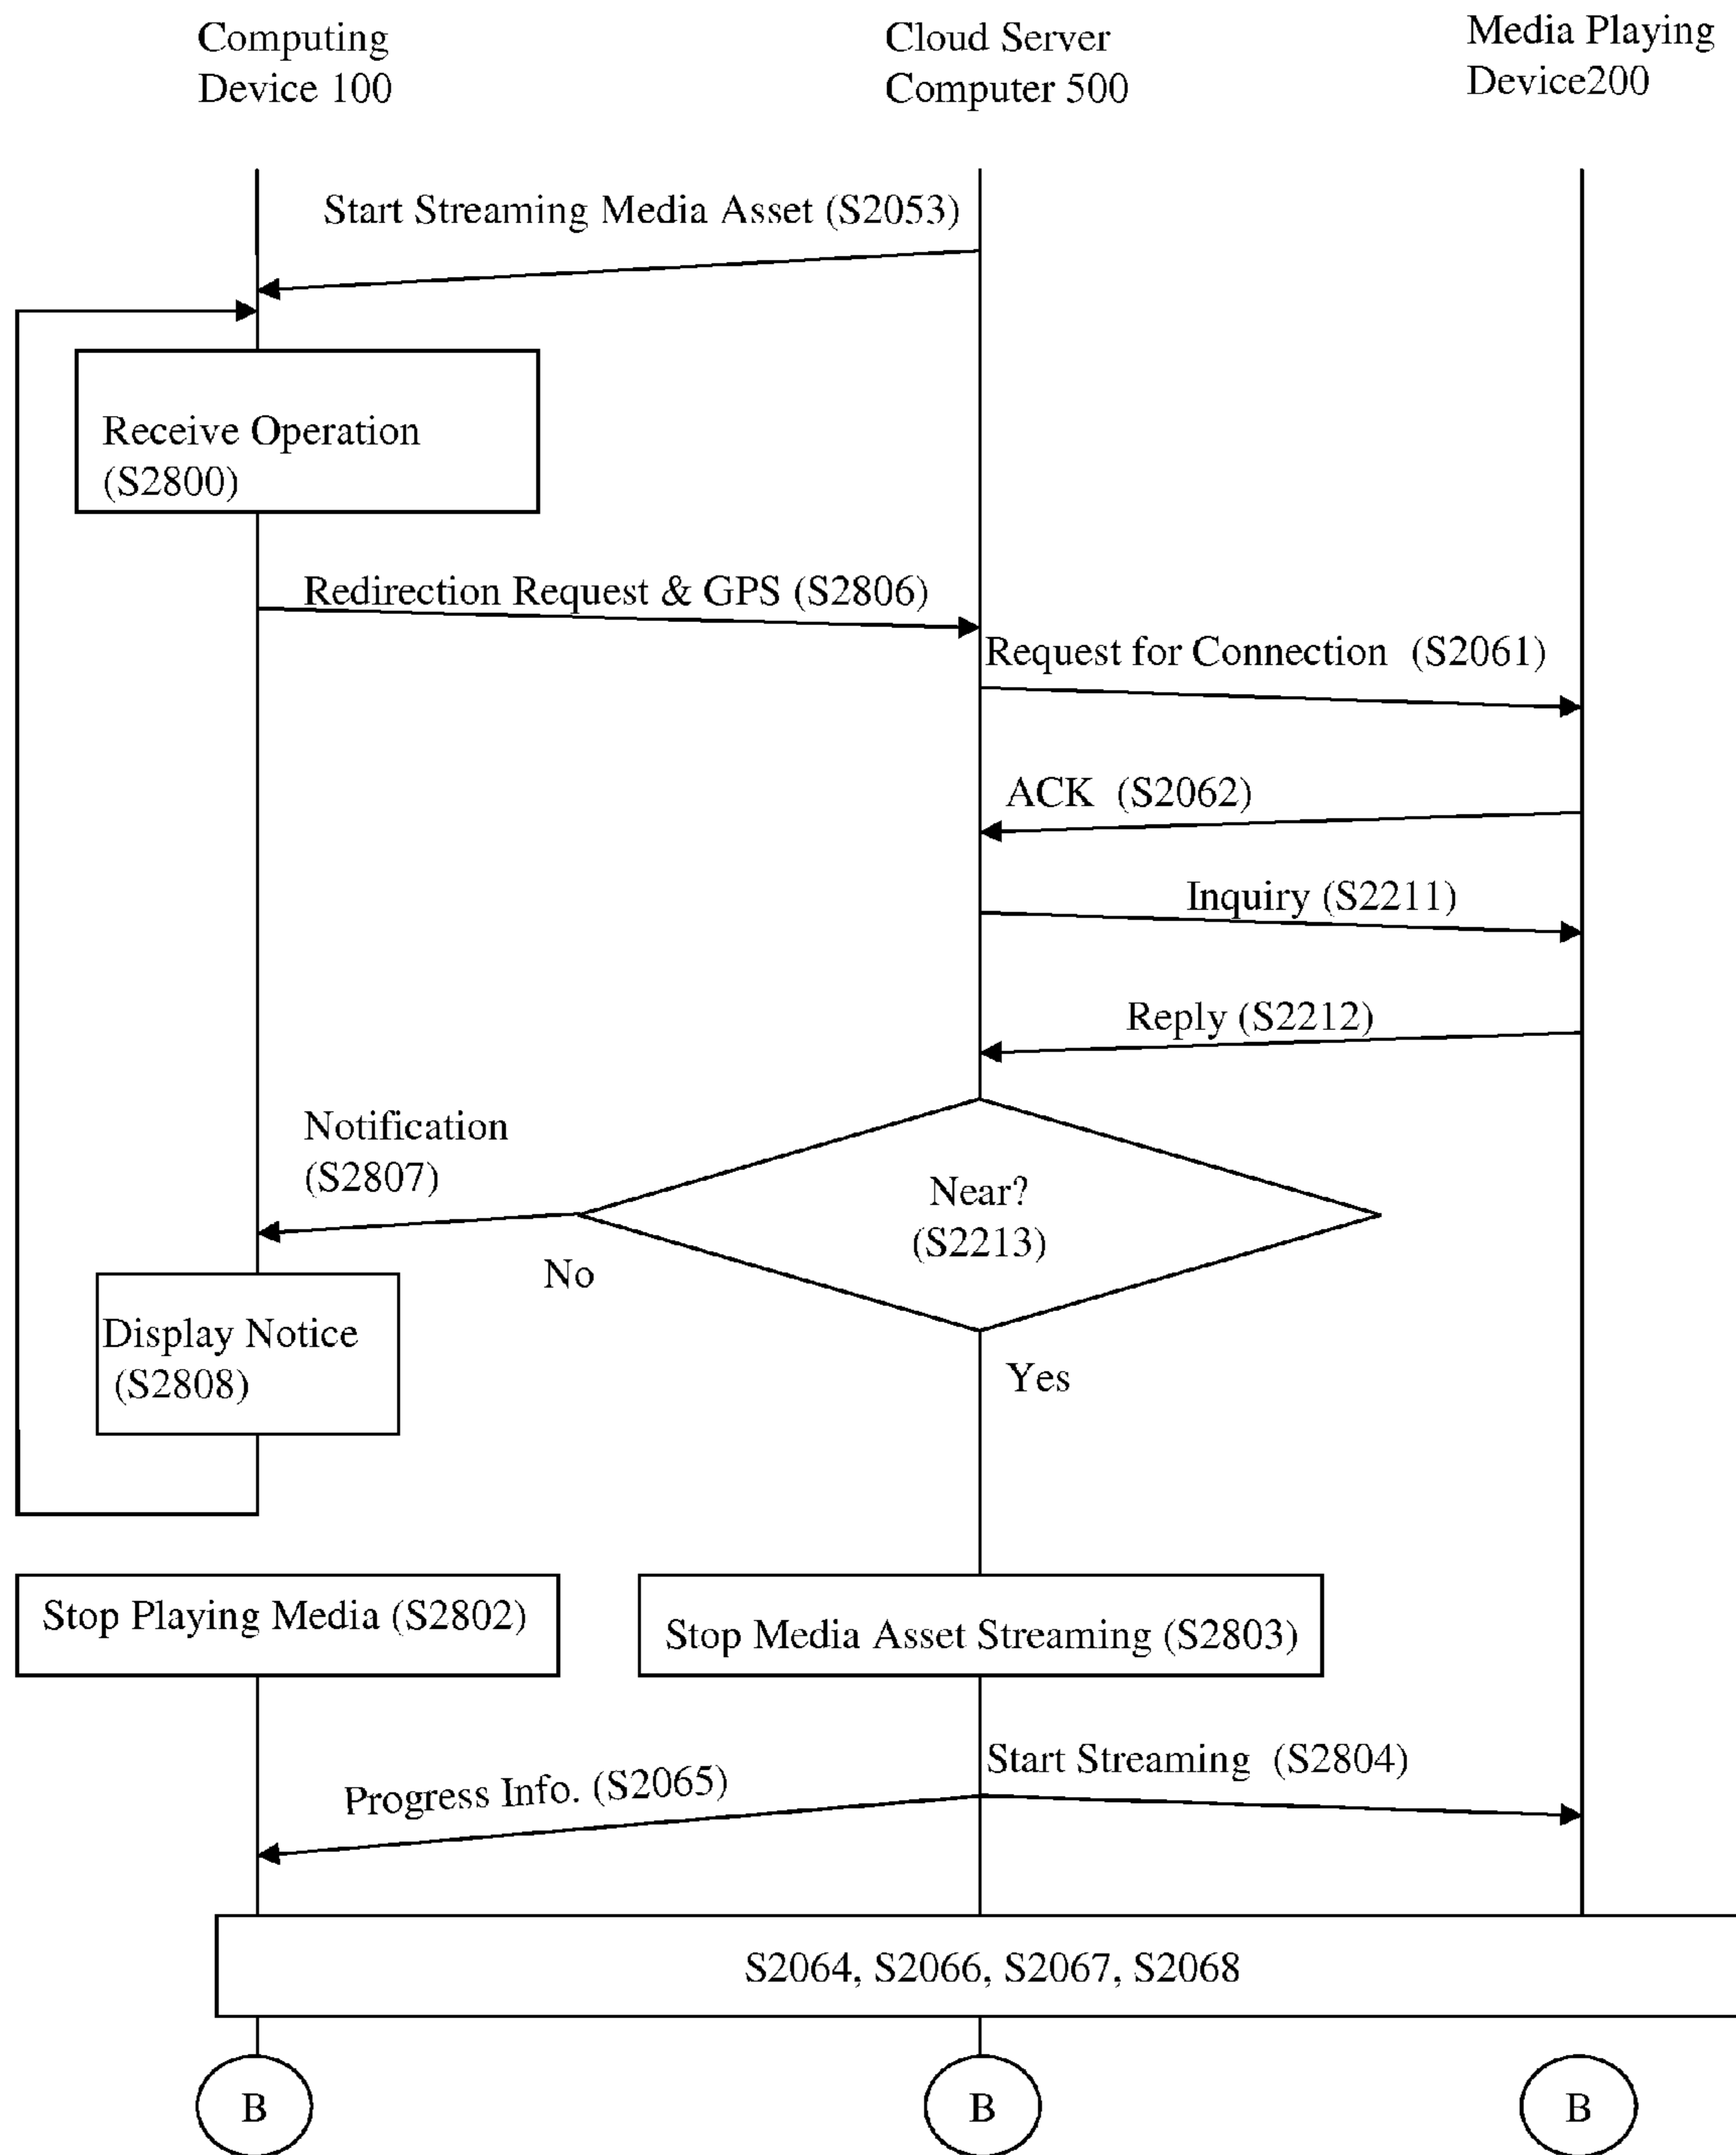 Computing
Device 100
Cloud Server
Computer 500
Media Playing
Device200
Start Streaming Media Asset (S2053)
Receive Operation
(S2800)
Redirection Request & GPS (S2806)
Request for Connection (S2061)
ACK (S2062)
Inquiry (S2211)
Reply (S2212)
Notification
(S2807)
Near?
(S2213)
No
Display Notice
(S2808)
Yes
Stop Playing Media (S2802)
Stop Media Asset Streaming (S2803)
Start Streaming (S2804)
Progress Info. (S2065)
S2064, S2066, S2067, S2068
B
B
B